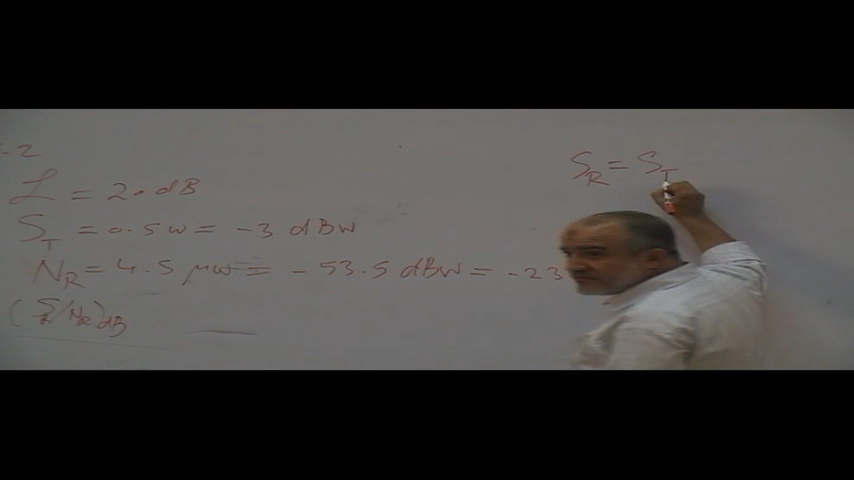 .2
L = 20 dB
S_T = 0.5 w = -3 dBW
N_R = 4.5 μw = -53.5 dBW = -23
(S_R/N_R)dB
S_R = S_T